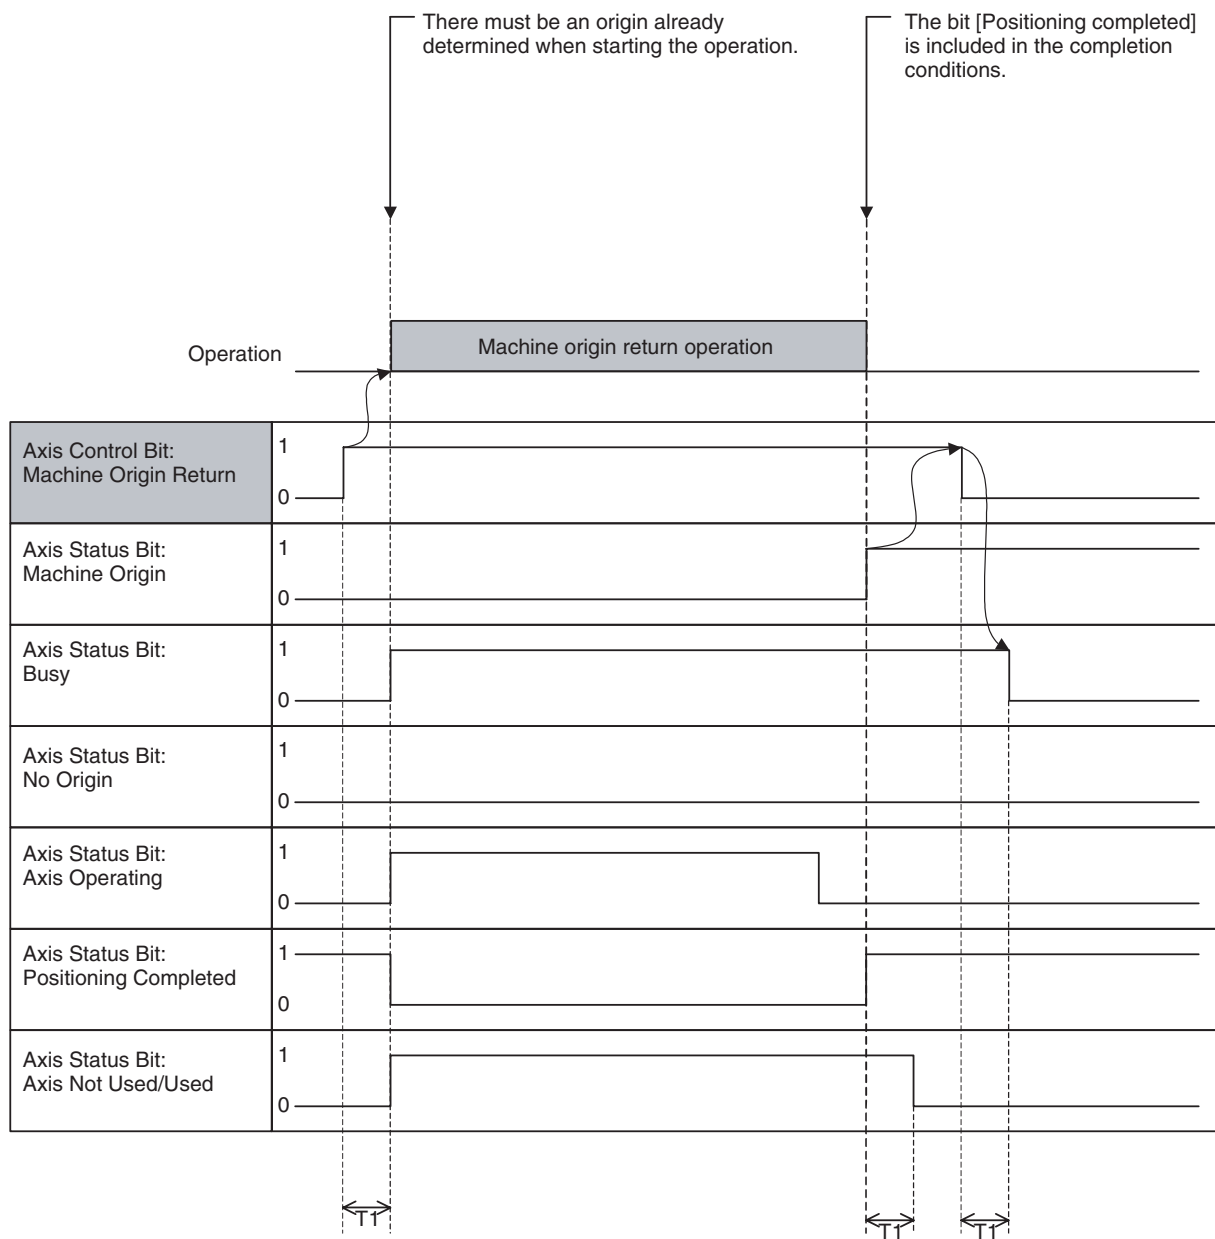 There must be an origin already
determined when starting the operation.
The bit [Positioning completed]
is included in the completion
conditions.
Operation
Machine origin return operation
Axis Control Bit:
Machine Origin Return
1
0
Axis Status Bit:
Machine Origin
1
0
Axis Status Bit:
Busy
1
0
Axis Status Bit:
No Origin
1
0
Axis Status Bit:
Axis Operating
1
0
Axis Status Bit:
Positioning Completed
1
0
Axis Status Bit:
Axis Not Used/Used
1
0
T1
T1
T1